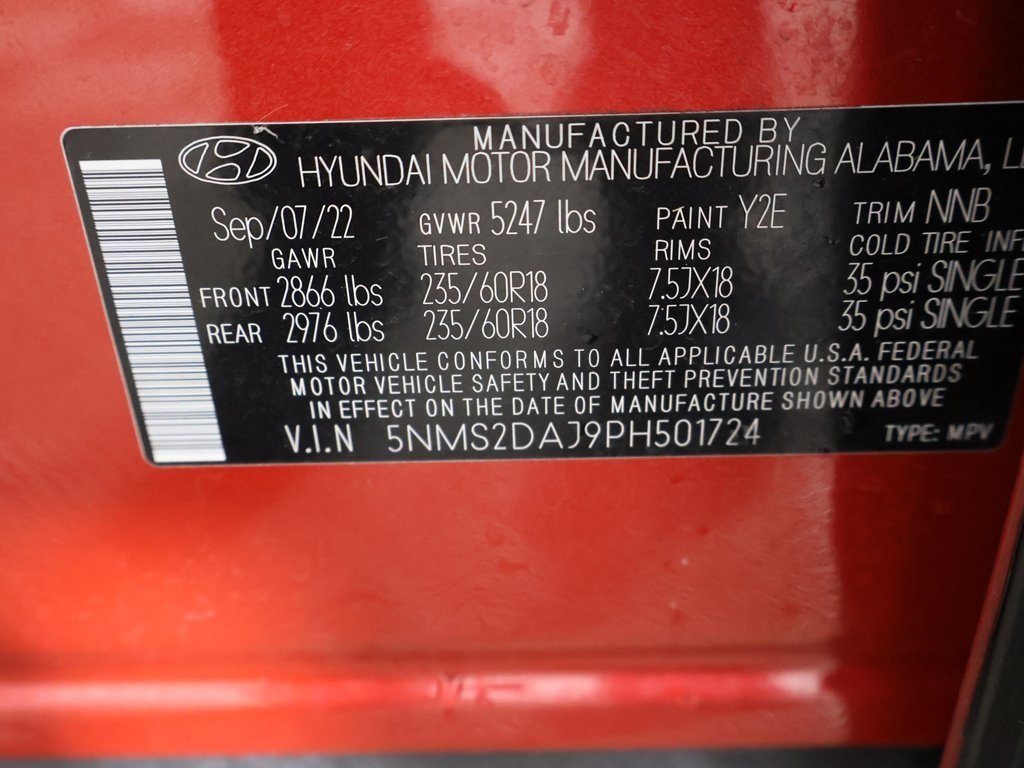 MANUFACTURED BY
HYUNDAI MOTOR MANUFACTURING ALABAMA,
Sep/07/22 GVWR 5247 lbs PAINT Y2E TRIM NNB
GAWR TIRES RIMS COLD TIRE
FRONT 2866 lbs 235/60R18 7.5JX18 35 psi SINGLE
REAR 2976 lbs 235/60R18 7.5JX18 35 psi SINGLE
THIS VEHICLE CONFORMS TO ALL APPLICABLE U.S.A. FEDERAL
MOTOR VEHICLE SAFETY AND THEFT PREVENTION STANDARDS
IN EFFECT ON THE DATE OF MANUFACTURE SHOWN ABOVE
V.I.N 5NMS2DAJ9PH501724 TYPE: MPV